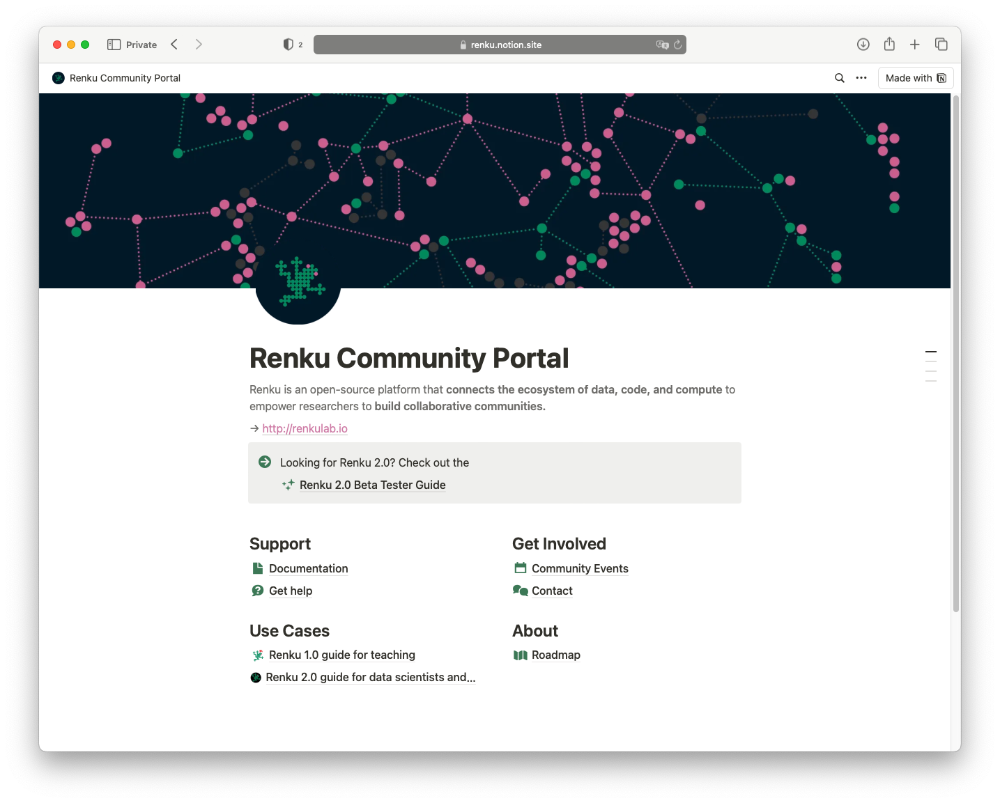 Private
2
renku.notion.site
Renku Community Portal
Made with
Renku Community Portal
Renku is an open-source platform that connects the ecosystem of data, code, and compute to
empower researchers to build collaborative communities.
→ http://renkulab.io
Looking for Renku 2.0? Check out the
Renku 2.0 Beta Tester Guide
Support
Documentation
Get help
Get Involved
Community Events
Contact
Use Cases
Renku 1.0 guide for teaching
Renku 2.0 guide for data scientists and...
About
Roadmap